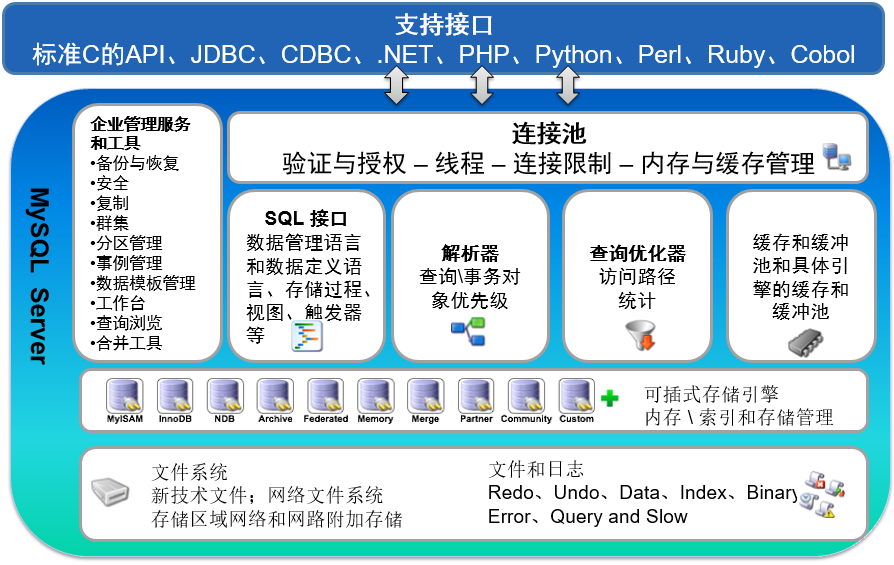 支持接口
标准C的API、JDBC、CDBC、.NET、PHP、Python、Perl、Ruby、Cobol
MySQL Server
企业管理服务
和工具
•备份与恢复
•安全
•复制
•群集
•分区管理
•事例管理
•数据模板管理
•工作台
•查询浏览
•合并工具
连接池
验证与授权 – 线程 – 连接限制 – 内存与缓存管理
SQL 接口
数据管理语言
和数据定义语
言、存储过程、
视图、触发器
等
解析器
查询\事务对
象优先级
查询优化器
访问路径
统计
缓存和缓冲
池和具体引
擎的缓存和
缓冲池
MyISAM InnoDB NDB Archive Federated Memory Merge Partner Community Custom
可插式存储引擎
内存 \ 索引和存储管理
文件系统
新技术文件；网络文件系统
存储区域网络和网路附加存储
文件和日志
Redo、Undo、Data、Index、Binary
Error、Query and Slow